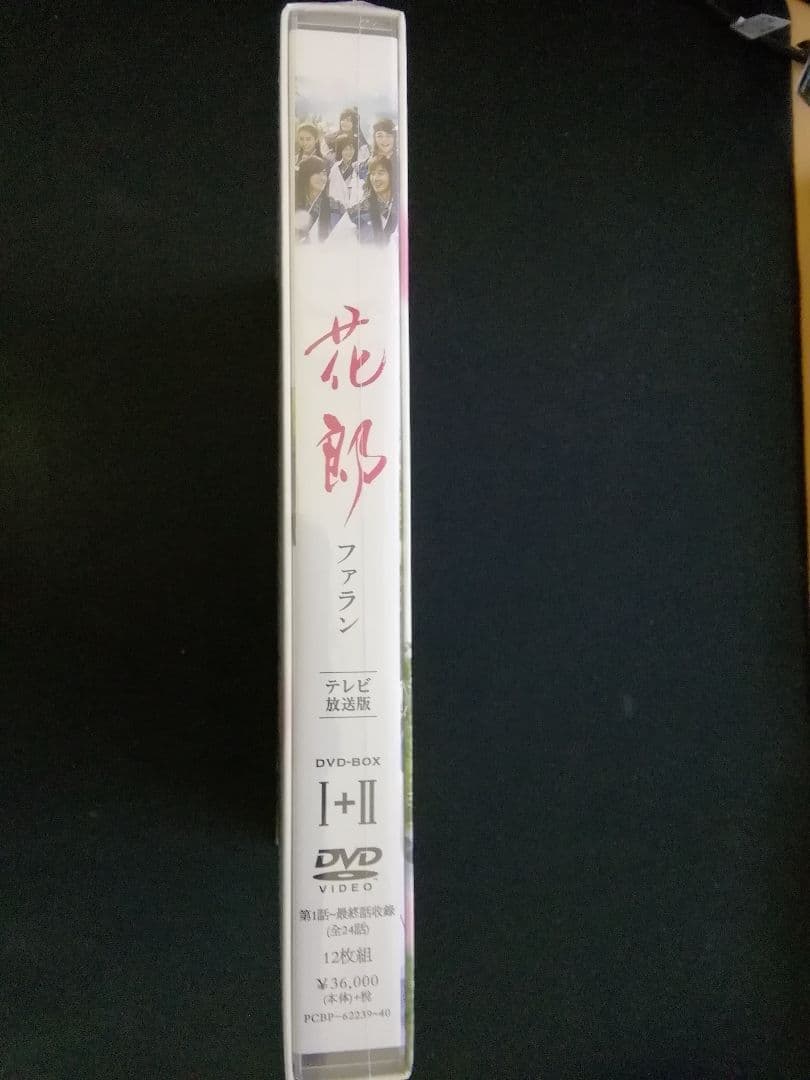 花郎
ファラン
テレビ
放送版
DVD-BOX
I+II
DVD
VIDEO
第1話~最終話収録
(全24話)
12枚組
¥36,000
(本体)+税
PCBP-62239~40